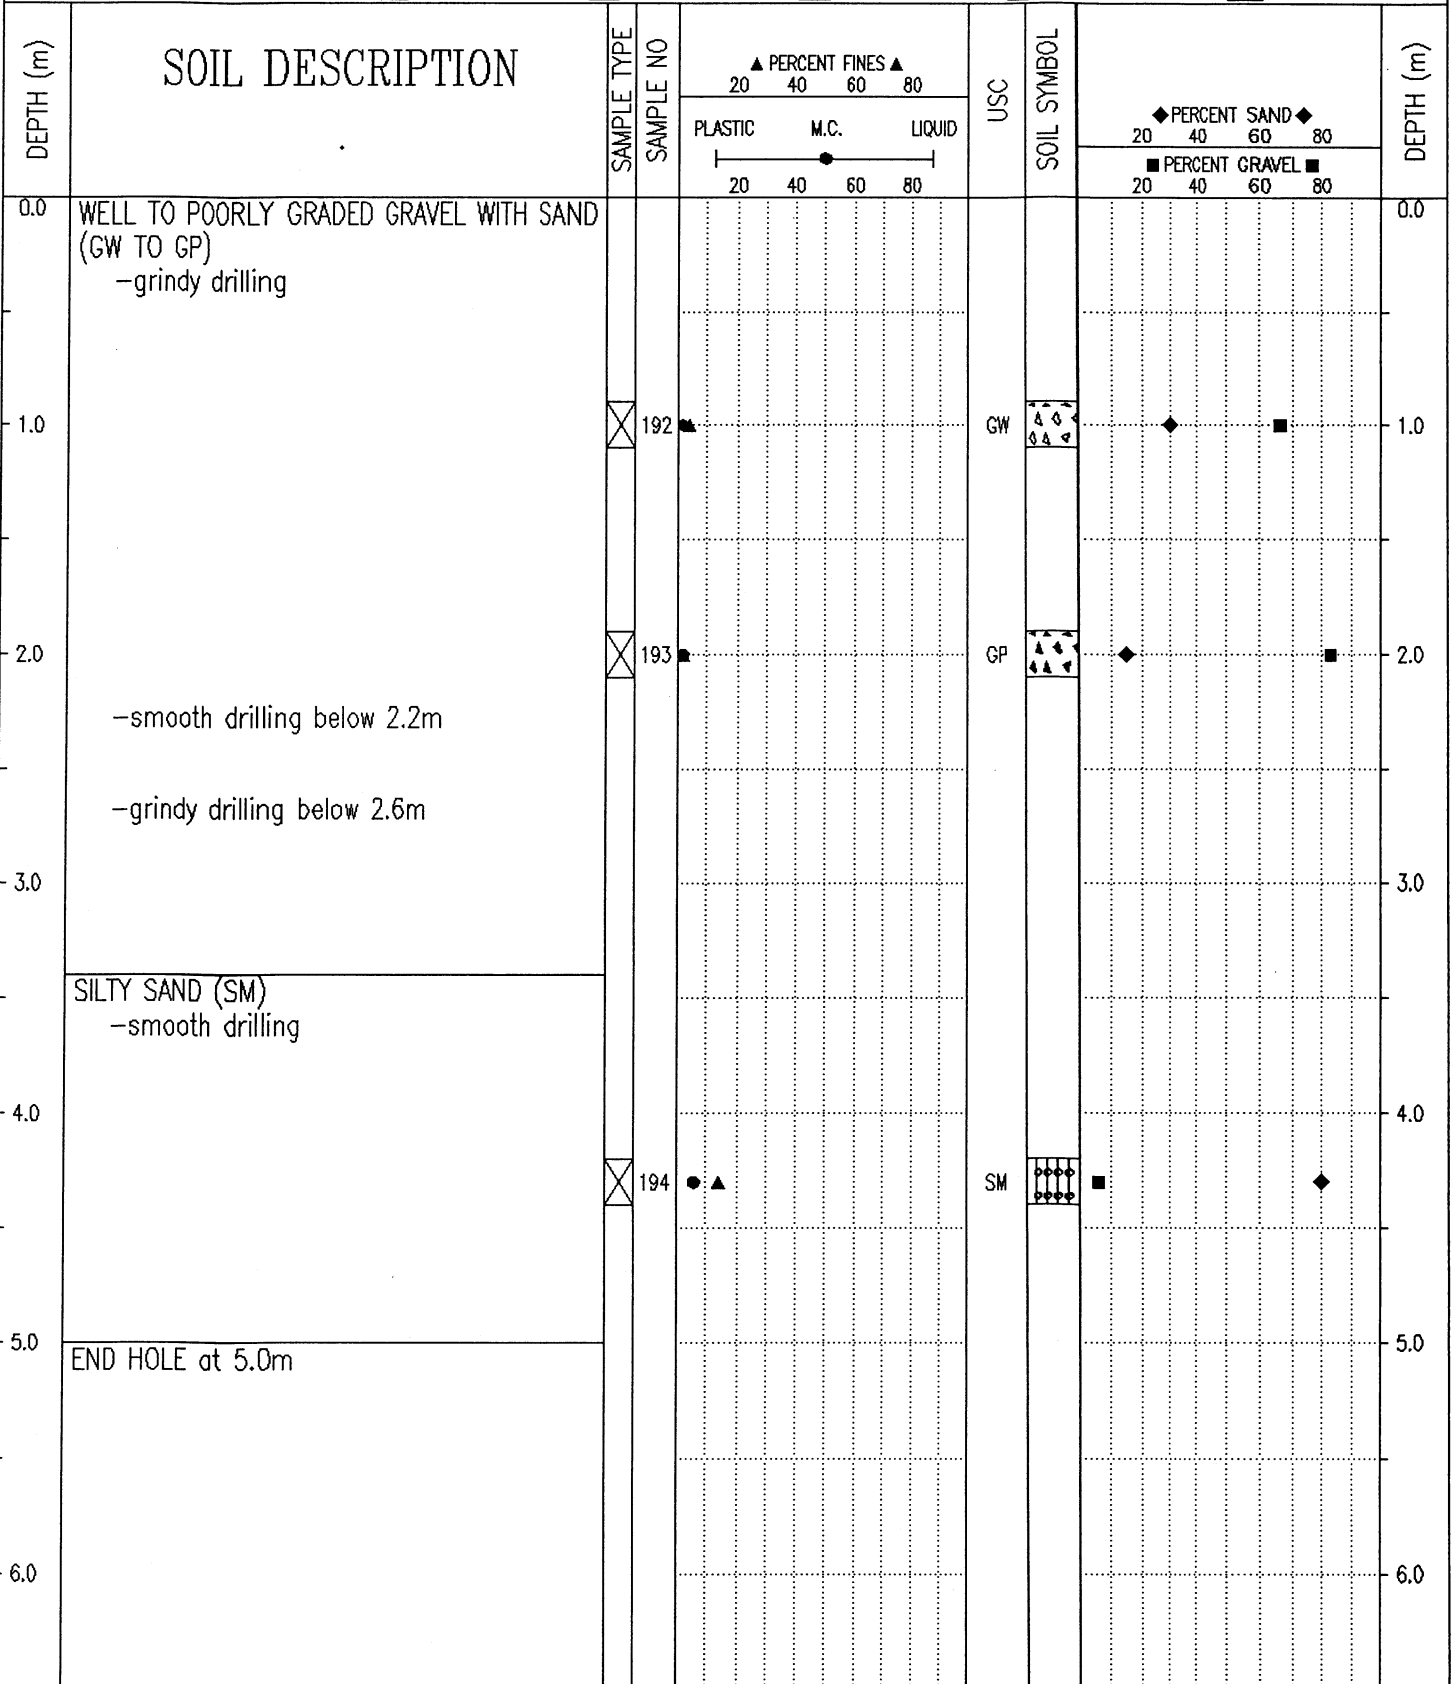 DEPTH (m)
SOIL DESCRIPTION
SAMPLE TYPE
SAMPLE NO
▲ PERCENT FINES ▲
20 40 60 80
PLASTIC M.C. LIQUID
20 40 60 80
USC
SOIL SYMBOL
◆PERCENT SAND◆
20 40 60 80
■PERCENT GRAVEL■
20 40 60 80
DEPTH (m)
0.0 WELL TO POORLY GRADED GRAVEL WITH SAND 0.0
(GW TO GP)
-grindy drilling
1.0 192 GW 1.0
2.0 193 GP 2.0
-smooth drilling below 2.2m
-grindy drilling below 2.6m
3.0 3.0
SILTY SAND (SM)
-smooth drilling
4.0 4.0
194 SM
5.0 5.0
END HOLE at 5.0m
6.0 6.0